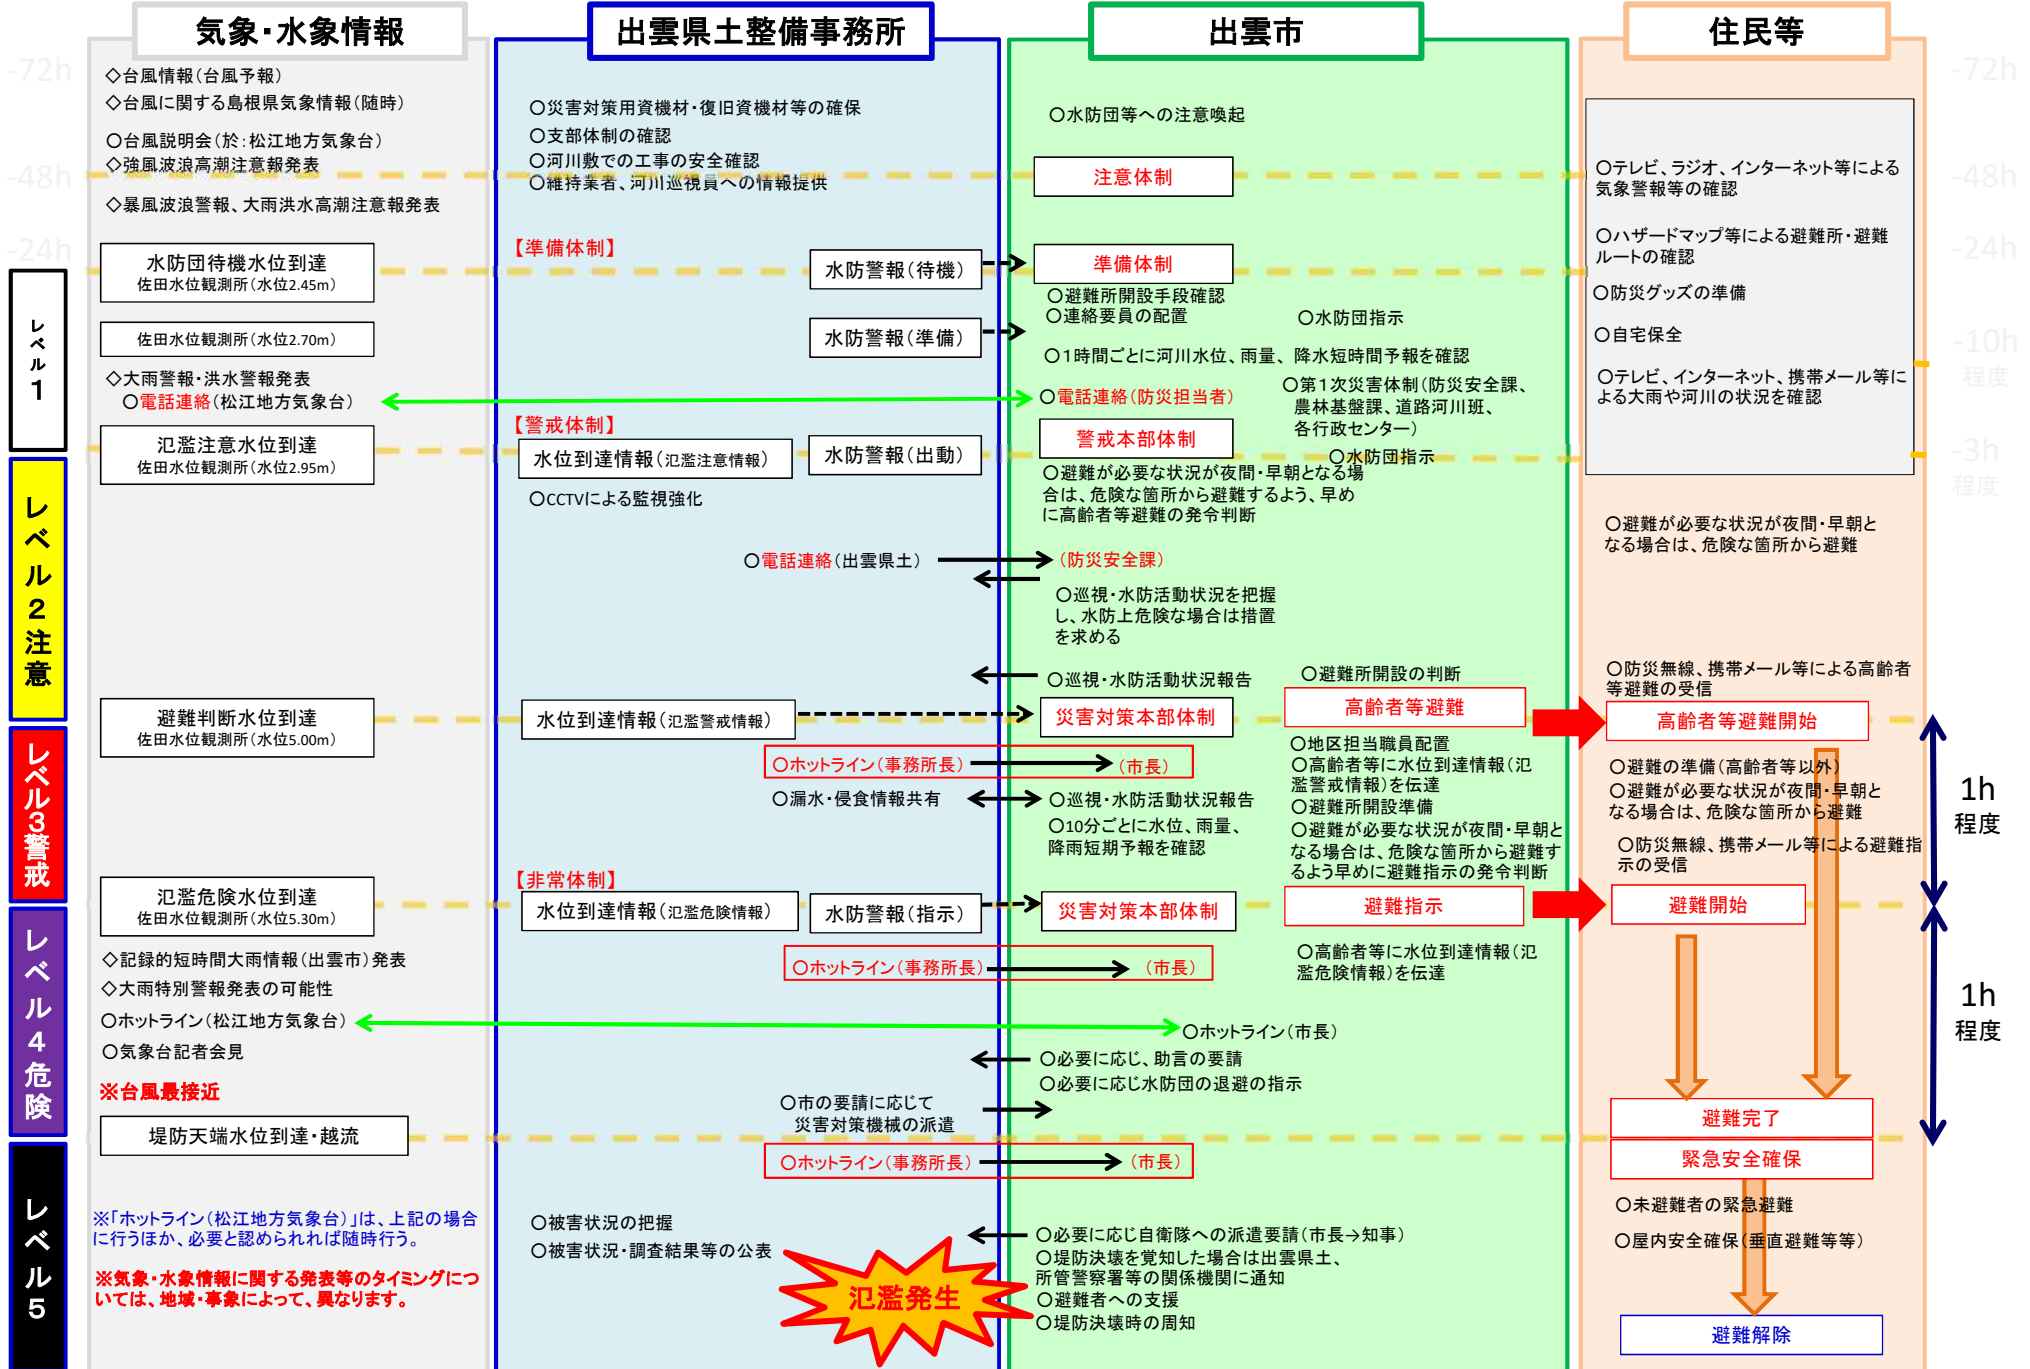 気象・水象情報
出雲県土整備事務所
出雲市
住民等
-72h
-48h
-24h
レベル1
レベル2注意
レベル3警戒
レベル4危険
レベル5
◇台風情報(台風予報)
◇台風に関する島根県気象情報(随時)
○台風説明会(於:松江地方気象台)
◇強風波浪高潮注意報発表
◇暴風波浪警報、大雨洪水高潮注意報発表
水防団待機水位到達
佐田水位観測所(水位2.45m)
佐田水位観測所(水位2.70m)
◇大雨警報・洪水警報発表
○電話連絡(松江地方気象台)
氾濫注意水位到達
佐田水位観測所(水位2.95m)
避難判断水位到達
佐田水位観測所(水位5.00m)
氾濫危険水位到達
佐田水位観測所(水位5.30m)
◇記録的短時間大雨情報(出雲市)発表
◇大雨特別警報発表の可能性
○ホットライン(松江地方気象台)
○気象台記者会見
※台風最接近
堤防天端水位到達・越流
※「ホットライン(松江地方気象台)」は、上記の場合
に行うほか、必要と認められれば随時行う。
※気象・水象情報に関する発表等のタイミングにつ
いては、地域・事象によって、異なります。
○災害対策用資機材・復旧資機材等の確保
○支部体制の確認
○河川敷での工事の安全確認
○維持業者、河川巡視員への情報提供
【準備体制】
水防警報(待機)
水防警報(準備)
【警戒体制】
水位到達情報(氾濫注意情報)
水防警報(出動)
○CCTVによる監視強化
○電話連絡(出雲県土)
水位到達情報(氾濫警戒情報)
○ホットライン(事務所長)
(市長)
○漏水・侵食情報共有
【非常体制】
水位到達情報(氾濫危険情報)
水防警報(指示)
○ホットライン(事務所長)
(市長)
○市の要請に応じて
災害対策機械の派遣
○ホットライン(事務所長)
(市長)
○被害状況の把握
○被害状況・調査結果等の公表
氾濫発生
○水防団等への注意喚起
注意体制
準備体制
○避難所開設手段確認
○連絡要員の配置
○水防団指示
○1時間ごとに河川水位、雨量、降水短時間予報を確認
○電話連絡(防災担当者)
○第1次災害体制(防災安全課、
農林基盤課、道路河川班、
各行政センター)
警戒本部体制
○水防団指示
○避難が必要な状況が夜間・早朝となる場
合は、危険な箇所から避難するよう、早め
に高齢者等避難の発令判断
(防災安全課)
○巡視・水防活動状況を把握
し、水防上危険な場合は措置
を求める
○巡視・水防活動状況報告
○避難所開設の判断
災害対策本部体制
高齢者等避難
○地区担当職員配置
○高齢者等に水位到達情報(氾
濫警戒情報)を伝達
○避難所開設準備
○避難が必要な状況が夜間・早朝と
なる場合は、危険な箇所から避難す
るよう早めに避難指示の発令判断
○巡視・水防活動状況報告
○10分ごとに水位、雨量、
降雨短期予報を確認
災害対策本部体制
避難指示
○高齢者等に水位到達情報(氾
濫危険情報)を伝達
○ホットライン(市長)
○必要に応じ、助言の要請
○必要に応じ水防団の退避の指示
○必要に応じ自衛隊への派遣要請(市長→知事)
○堤防決壊を覚知した場合は出雲県土、
所管警察署等の関係機関に通知
○避難者への支援
○堤防決壊時の周知
○テレビ、ラジオ、インターネット等による
気象警報等の確認
○ハザードマップ等による避難所・避難
ルートの確認
○防災グッズの準備
○自宅保全
○テレビ、インターネット、携帯メール等に
よる大雨や河川の状況を確認
○避難が必要な状況が夜間・早朝と
なる場合は、危険な箇所から避難
○防災無線、携帯メール等による高齢者
等避難の受信
高齢者等避難開始
○避難の準備(高齢者等以外)
○避難が必要な状況が夜間・早朝と
なる場合は、危険な箇所から避難
○防災無線、携帯メール等による避難指
示の受信
避難開始
避難完了
緊急安全確保
○未避難者の緊急避難
○屋内安全確保(垂直避難等等)
避難解除
-72h
-48h
-24h
-10h
程度
-3h
程度
1h
程度
1h
程度